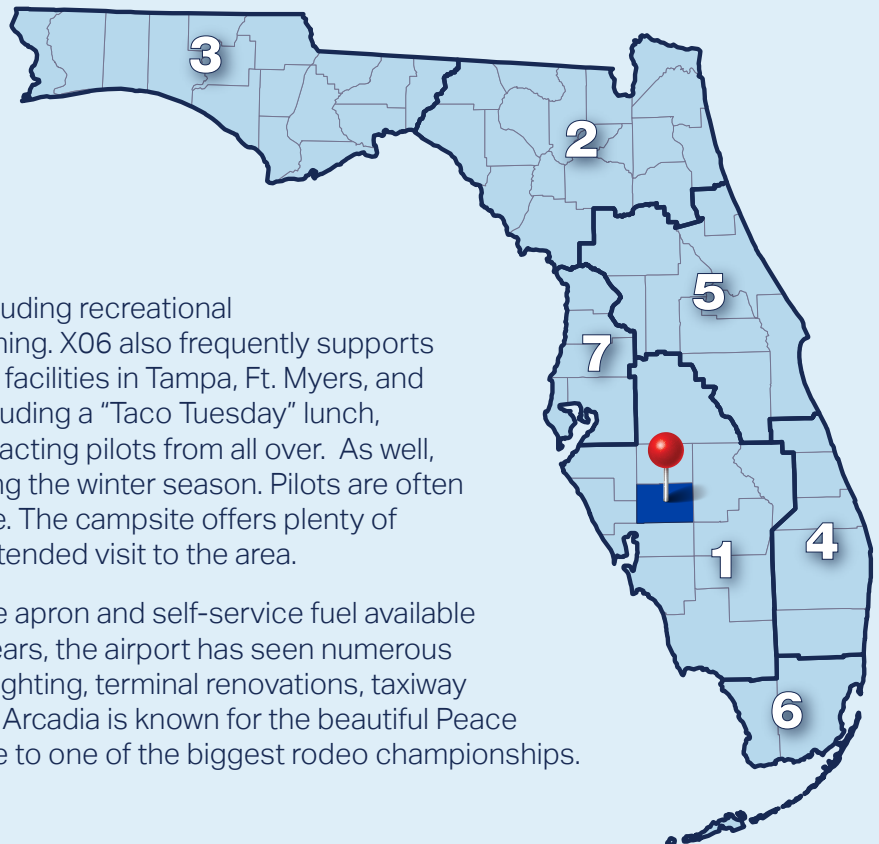 3
2
5
7
uding recreational
ning. X06 also frequently supports
facilities in Tampa, Ft. Myers, and
luding a “Taco Tuesday” lunch,
acting pilots from all over.  As well,
ng the winter season. Pilots are often
e. The campsite offers plenty of
tended visit to the area.
1
4
e apron and self-service fuel available
ears, the airport has seen numerous
ghting, terminal renovations, taxiway
Arcadia is known for the beautiful Peace
e to one of the biggest rodeo championships.
6